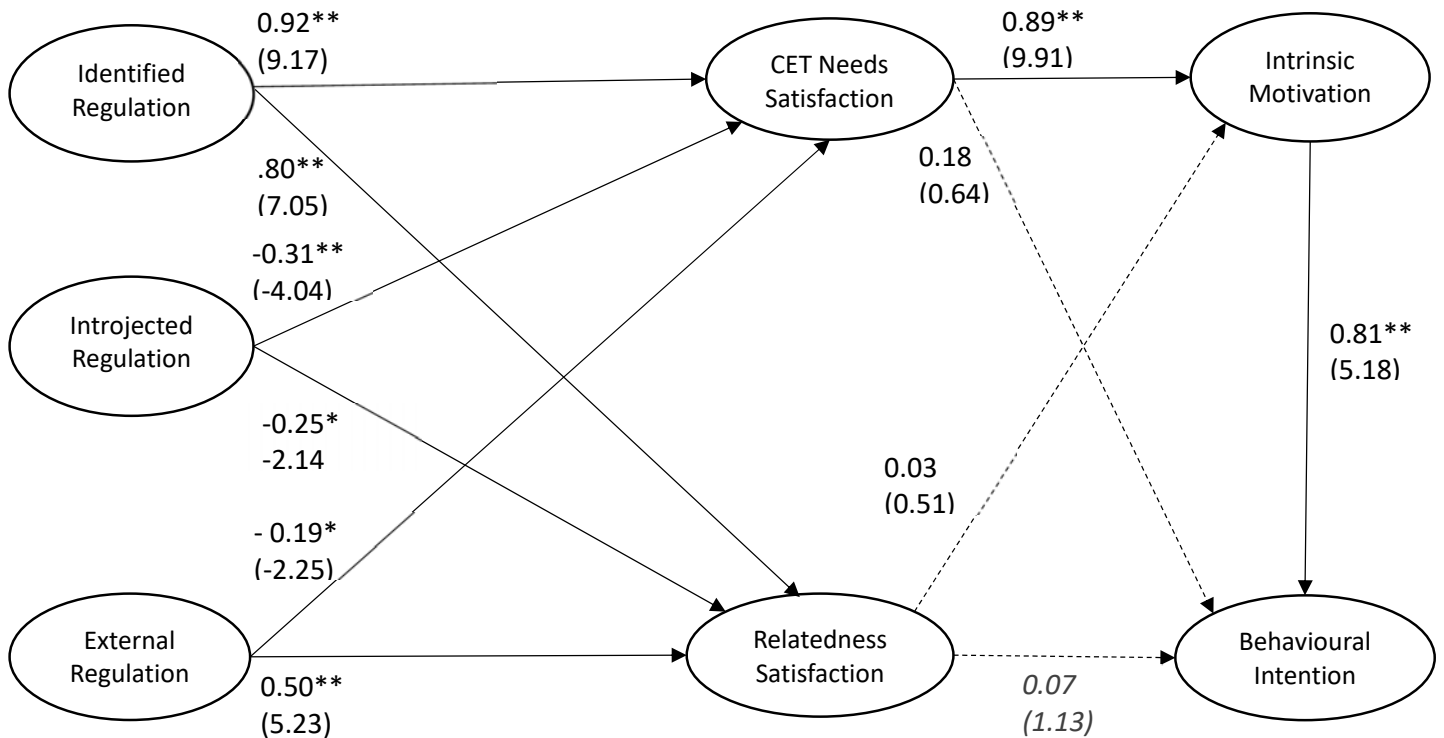 0.92**
(9.17)
0.89**
(9.91)
Identified
Regulation
CET Needs
Satisfaction
Intrinsic
Motivation
.80**
(7.05)
0.18
(0.64)
-0.31**
(-4.04)
Introjected
Regulation
0.81**
(5.18)
-0.25*
-2.14
0.03
(0.51)
- 0.19*
(-2.25)
External
Regulation
Relatedness
Satisfaction
Behavioural
Intention
0.50**
(5.23)
0.07
(1.13)